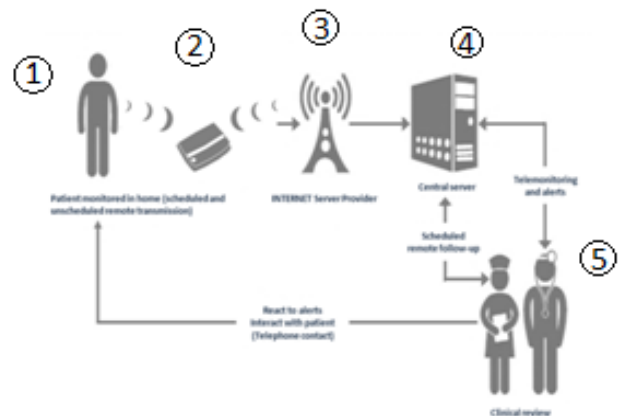 1
2
3
4
5
Patient monitored in home (scheduled and
unscheduled remote transmission)
INTERNET Server Provider
Central server
Telemonitoring
and alerts
Scheduled
remote follow-up
React to alerts
interact with patient
(Telephone contact)
Clinical review